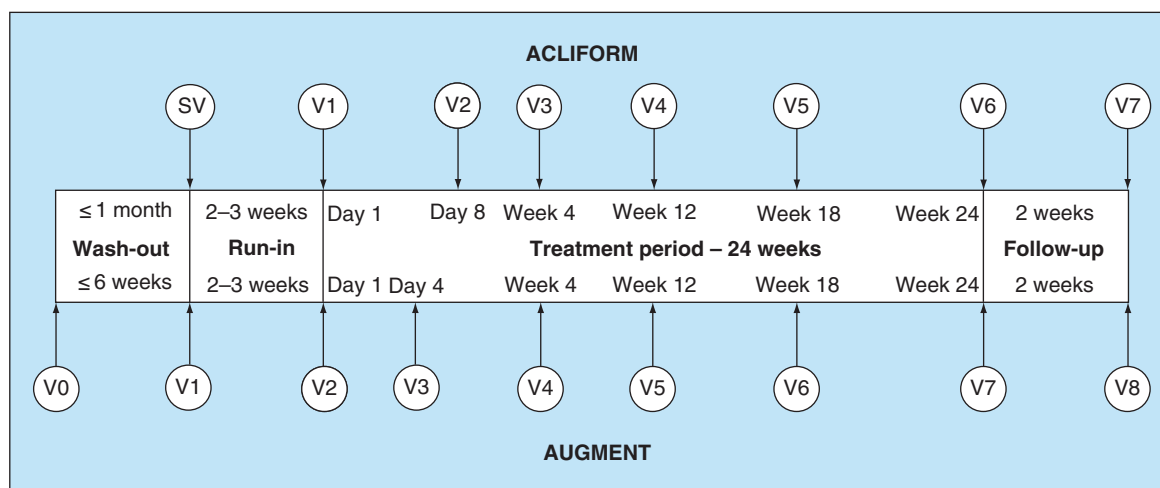 ACLIFORM
SV V1 V2 V3 V4 V5 V6 V7
≤ 1 month 2–3 weeks Day 1 Day 8 Week 4 Week 12 Week 18 Week 24 2 weeks
Wash-out Run-in Treatment period – 24 weeks Follow-up
≤ 6 weeks 2–3 weeks Day 1 Day 4 Week 4 Week 12 Week 18 Week 24 2 weeks
V0 V1 V2 V3 V4 V5 V6 V7 V8
AUGMENT